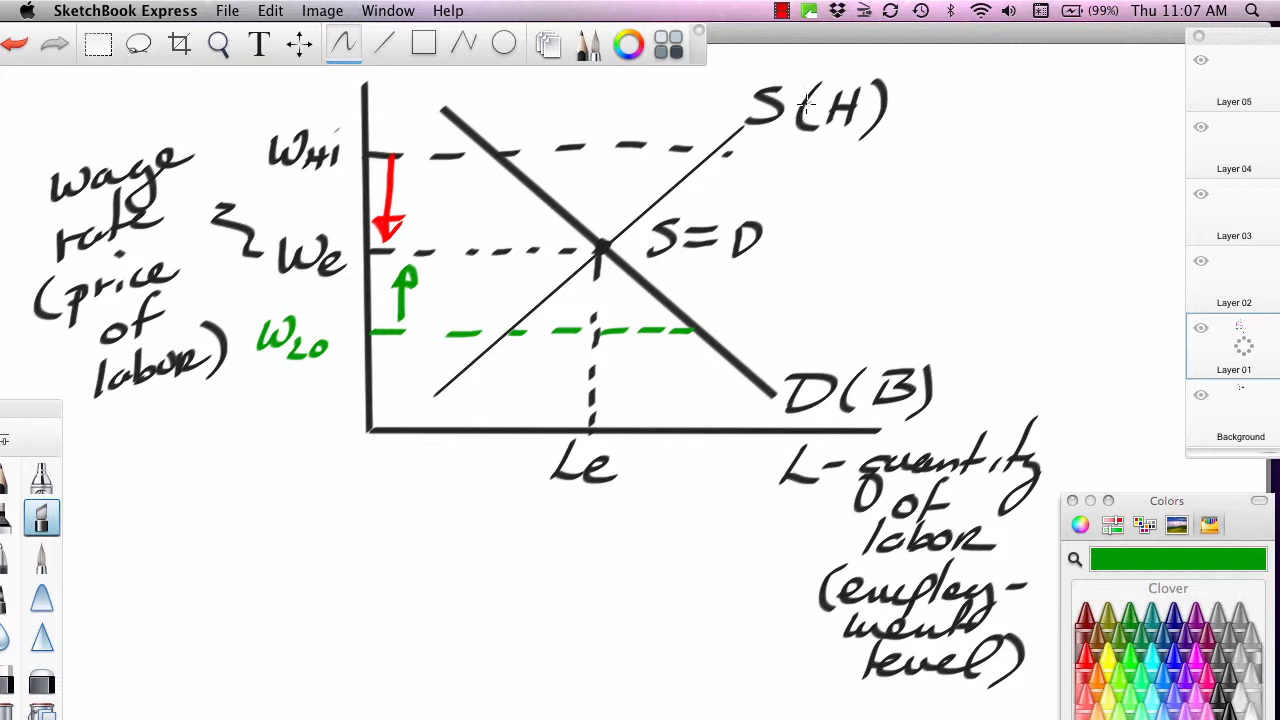 SketchBook Express File Edit Image Window Help (99%) Thu 11:07 AM
T
Layer 05
Layer 04
Layer 03
Layer 02
Layer 01
Background
S(H)
WHi
wage
rate
(price
of
labor)
We
S=D
WLO
D(B)
Le
L- quantity
of
labor
(employ-
ment
level)
Colors
Clover